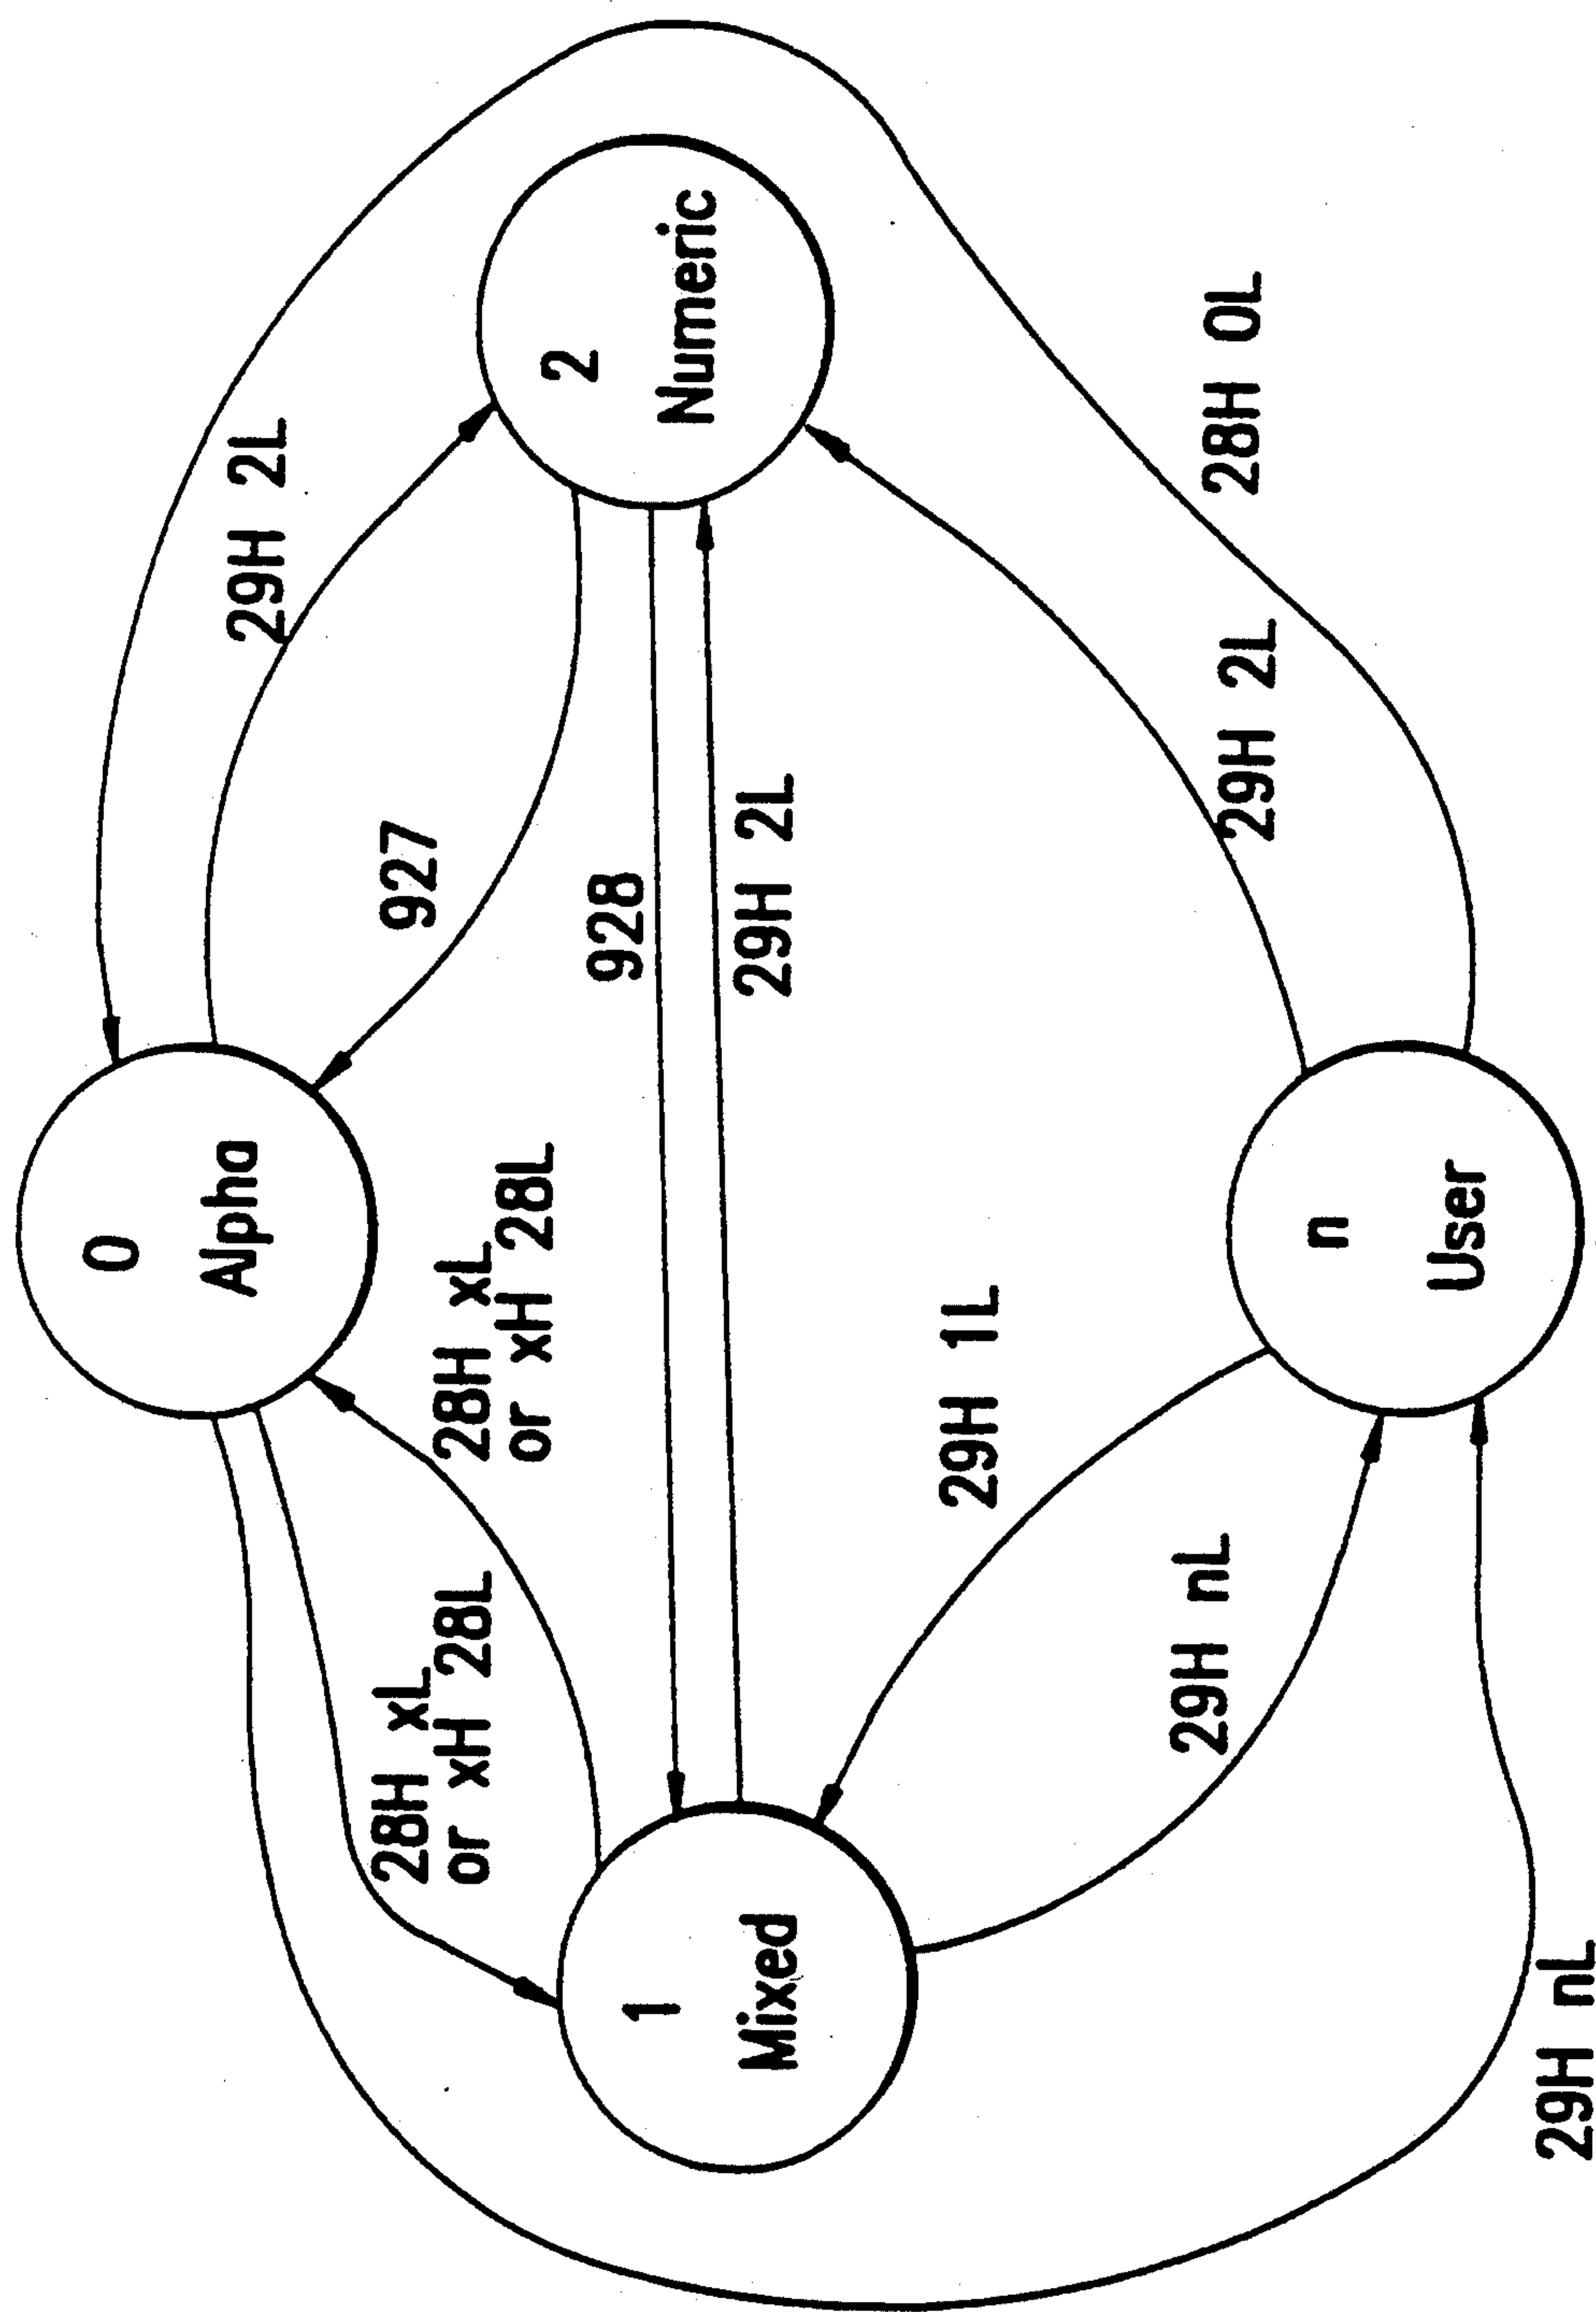 0
Alpha
29H 2L
927
28H xL
or xH 28L
28H xL
or xH 28L
928
29H 2L
1
Mixed
2
Numeric
29H 1L
29H nL
29H 2L
28H 0L
n
User
29H nL